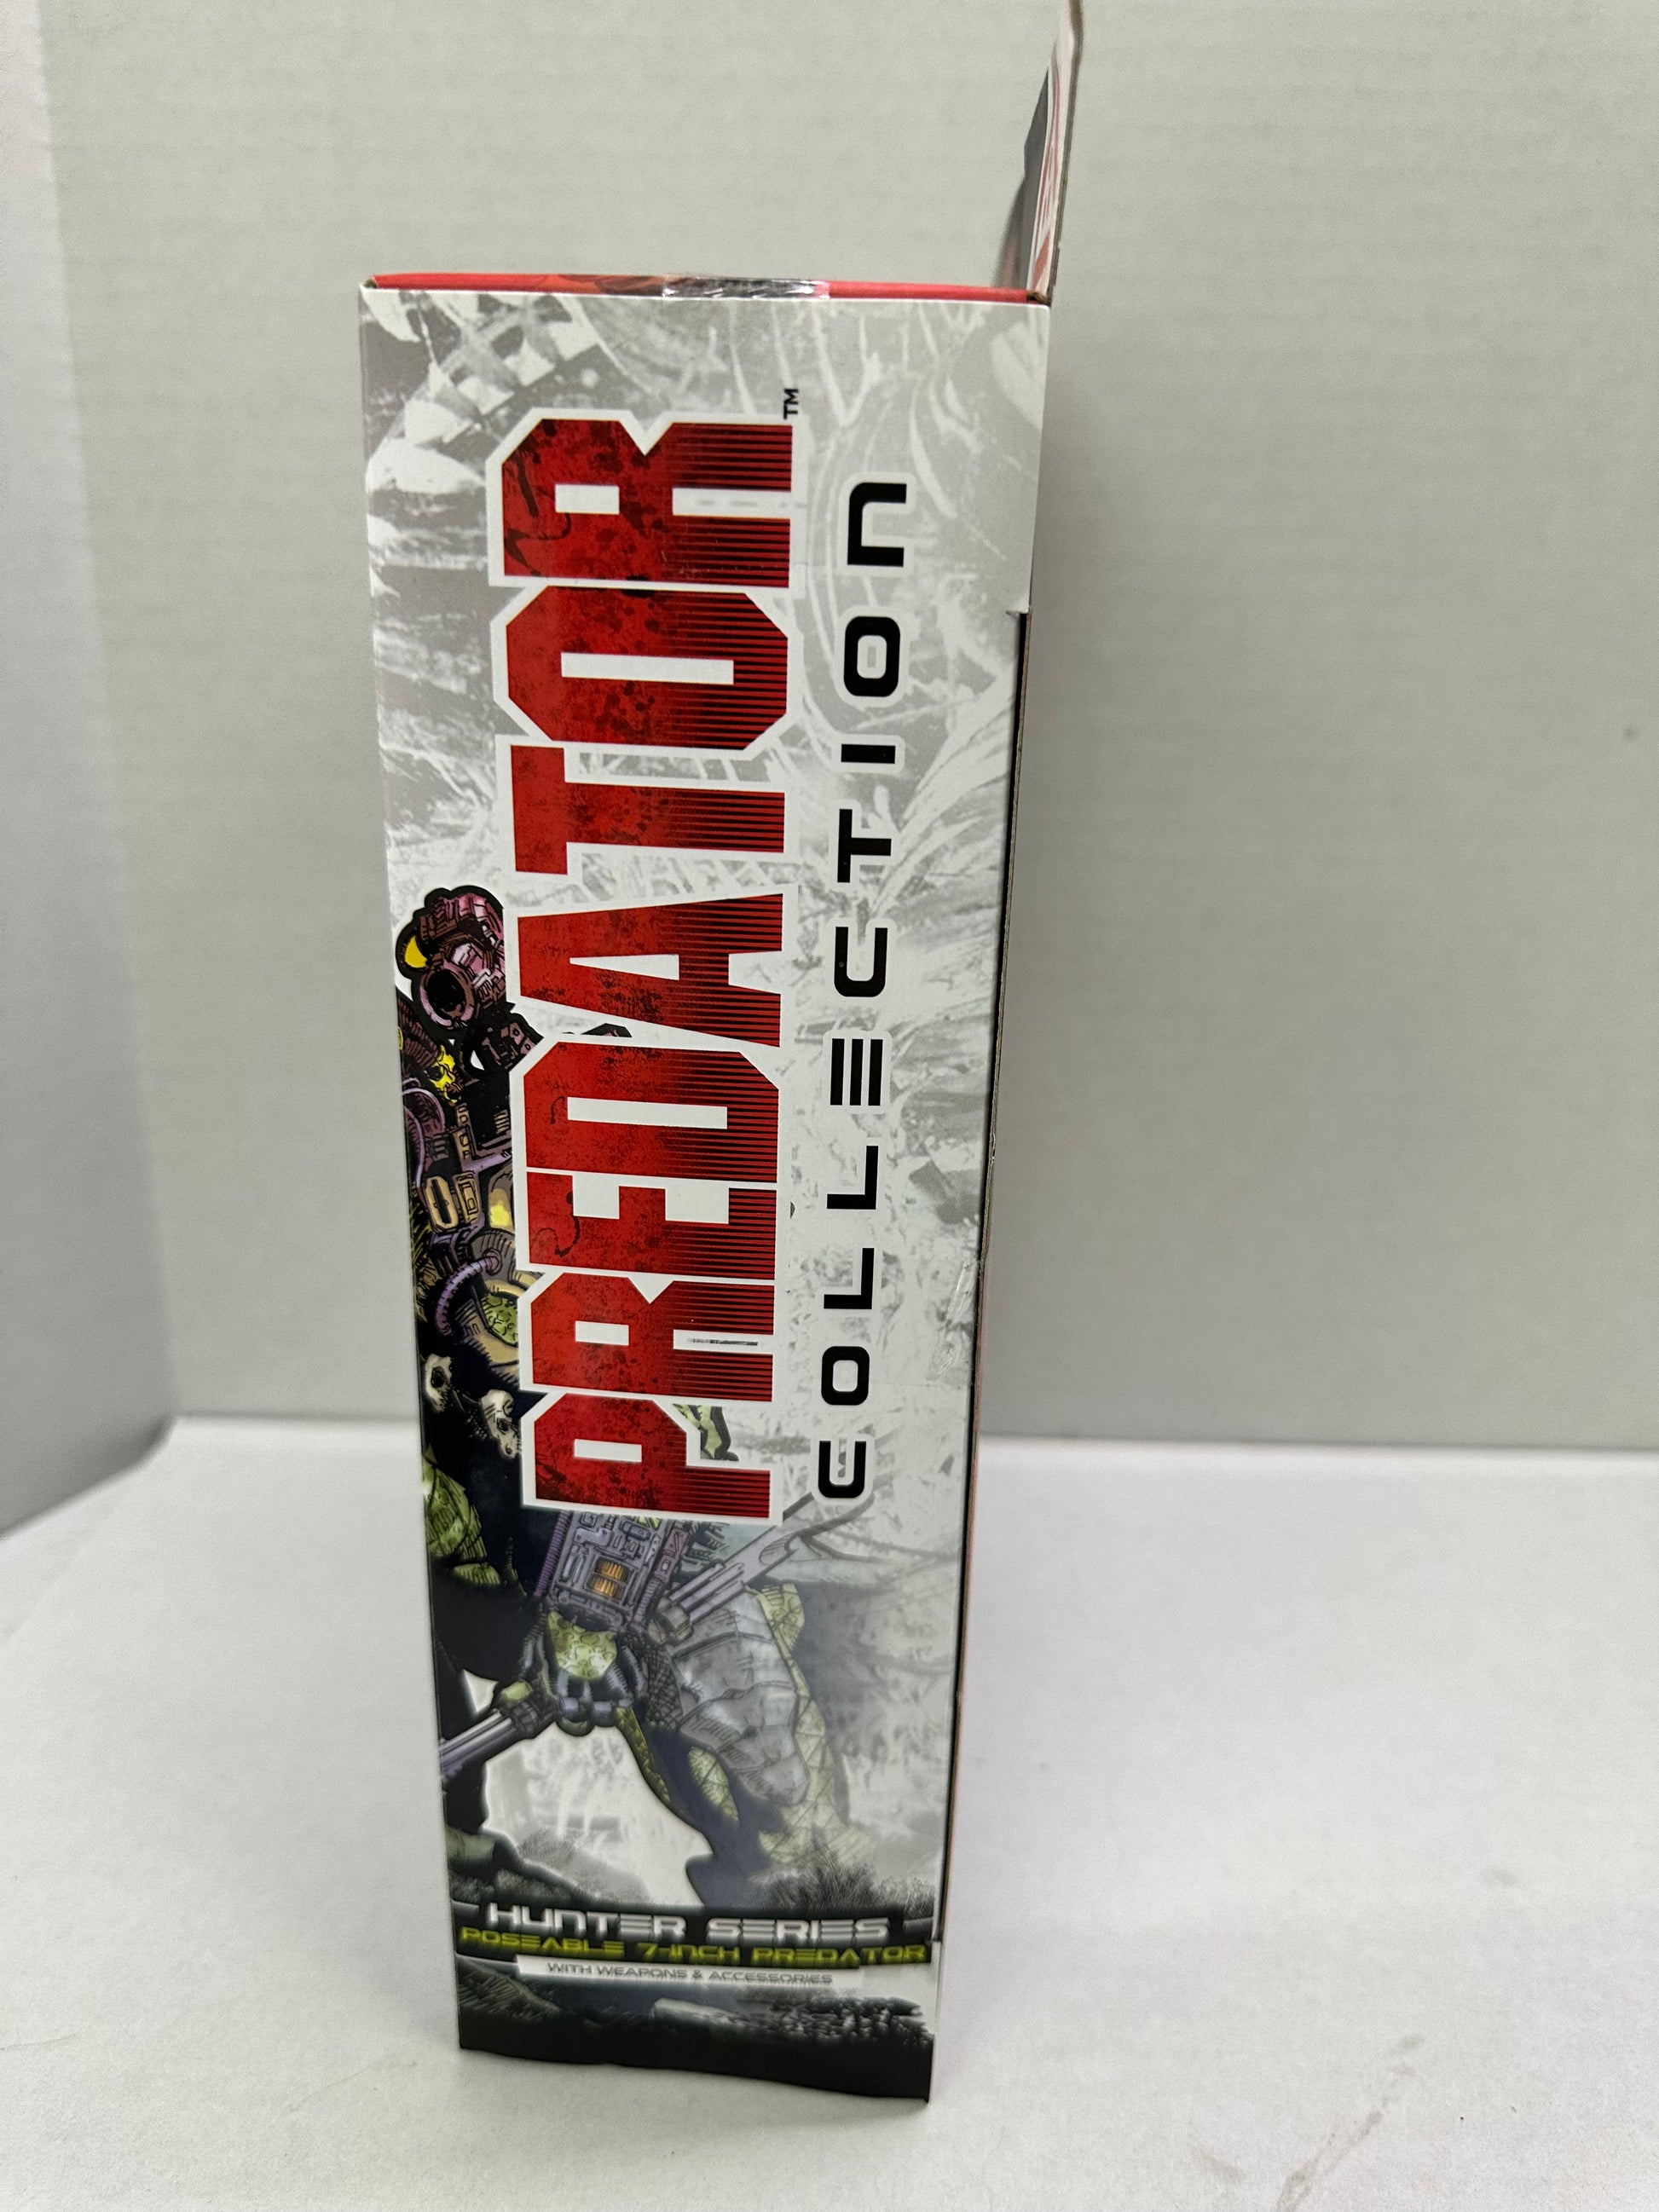 PREDATOR™
COLLECTION
HUNTER SERIES
POSEABLE 7-INCH PREDATOR
WITH WEAPONS & ACCESSORIES